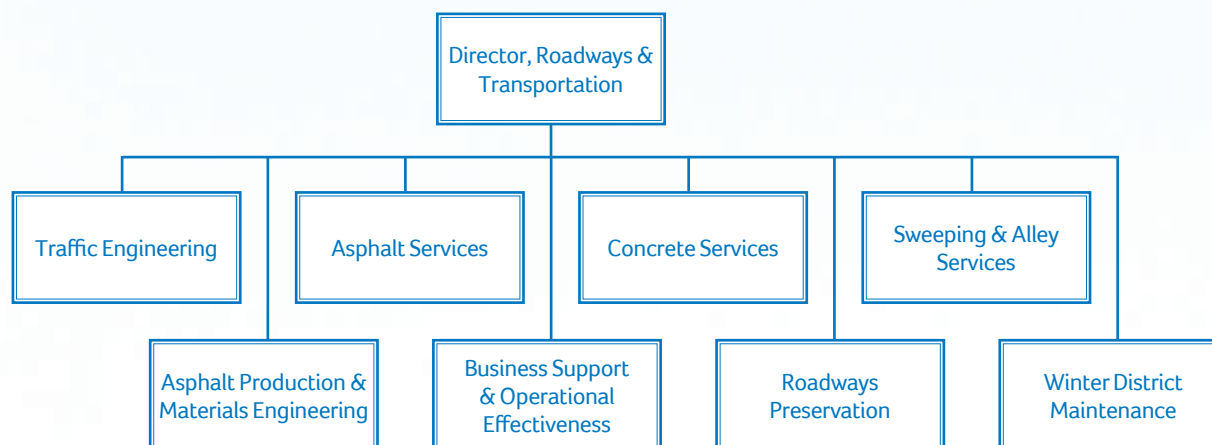 Director, Roadways &
Transportation
Traffic Engineering
Asphalt Services
Concrete Services
Sweeping & Alley
Services
Asphalt Production &
Materials Engineering
Business Support
& Operational
Effectiveness
Roadways
Preservation
Winter District
Maintenance